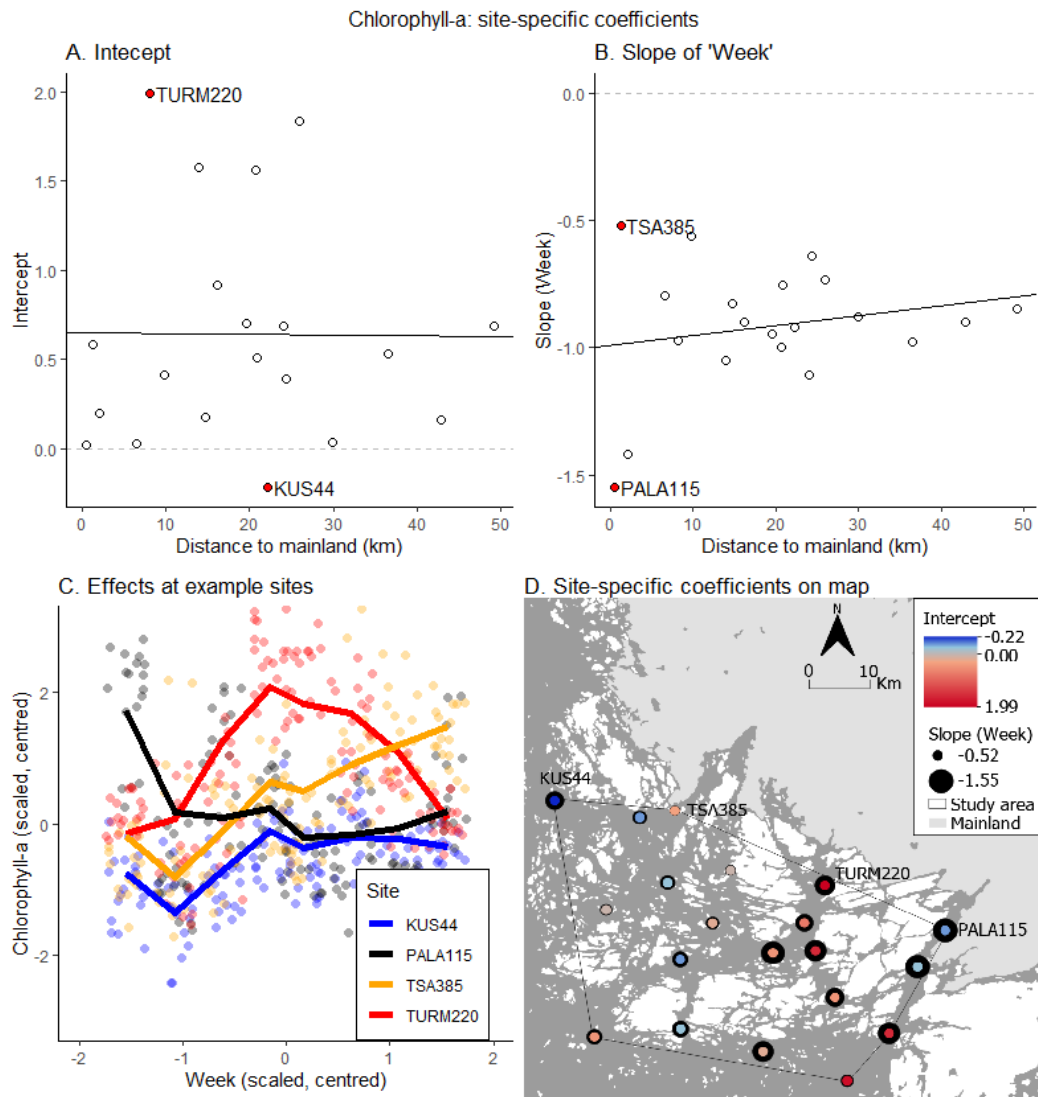 Chlorophyll-a: site-specific coefficients
A. Intecept
2.0
1.5
1.0
0.5
0.0
Intercept
TURM220
KUS44
0
10
20
30
40
50
Distance to mainland (km)
B. Slope of 'Week'
0.0
-0.5
-1.0
-1.5
Slope (Week)
TSA385
PALA115
0
10
20
30
40
50
Distance to mainland (km)
C. Effects at example sites
2
0
-2
Chlorophyll-a (scaled, centred)
Site
KUS44
PALA115
TSA385
TURM220
-2
-1
0
1
2
Week (scaled, centred)
D. Site-specific coefficients on map
N
0 10
Km
Intercept
-0.22
0.00
1.99
Slope (Week)
-0.52
-1.55
Study area
Mainland
KUS44
TSA385
TURM220
PALA115